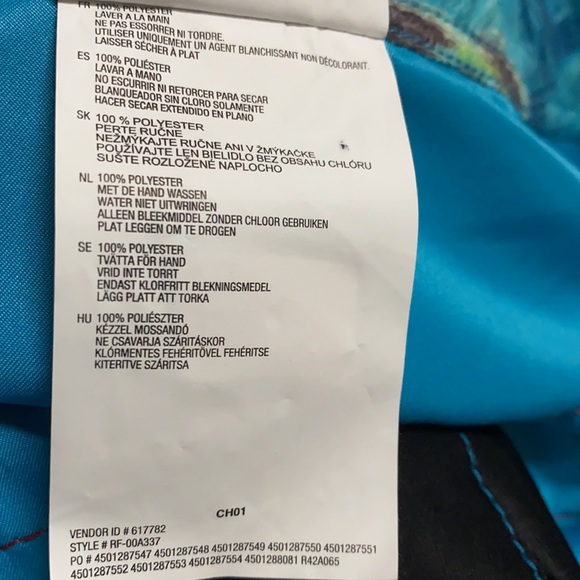 FR 100% POLYESTER
LAVER A LA MAIN
NE PAS ESSORER NI TORDRE.
UTILISER UNIQUEMENT UN AGENT BLANCHISSANT NON DÉCOLORANT.
LAISSER SÉCHER À PLAT
ES 100% POLIÉSTER
LAVAR A MANO
NO ESCURRIR NI RETORCER PARA SECAR
BLANQUEADOR SIN CLORO SOLAMENTE
HACER SECAR EXTENDIDO EN PLANO
SK 100 % POLYESTER
PERTE RUČNE
NEŽMÝKAJTE RUČNE ANI V ŽMÝKAČKE
POUŽÍVAJTE LEN BIELIDLO BEZ OBSAHU CHLÓRU
SUŠTE ROZLOŽENÉ NAPLOCHO
NL 100% POLYESTER
MET DE HAND WASSEN
WATER NIET UITWRINGEN
ALLEEN BLEEKMIDDEL ZONDER CHLOOR GEBRUIKEN
PLAT LEGGEN OM TE DROGEN
SE 100% POLYESTER
TVÄTTA FÖR HAND
VRID INTE TORRT
ENDAST KLORFRITT BLEKNINGSMEDEL
LÄGG PLATT ATT TORKA
HU 100% POLIÉSZTER
KÉZZEL MOSSANDÓ
NE CSAVARJA SZÁRITÁSKOR
KLÓRMENTES FEHÉRITÖVEL FEHÉRITSE
KITERITVE SZÁRITSA
CH01
VENDOR ID # 617782
STYLE # RF-00A337
PO # 4501287547 4501287548 4501287549 4501287550 4501287551
4501287552 4501287553 4501287554 4501288081 R42A065